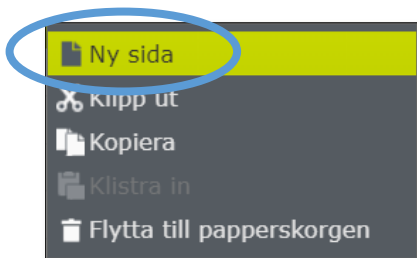 Ny sida
Klipp ut
Kopiera
Klistra in
Flytta till papperskorgen